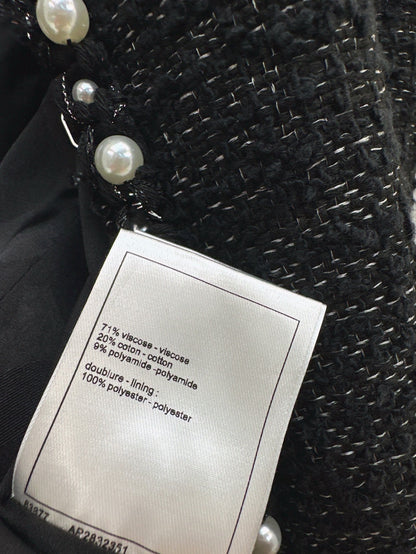 71% viscose - viscose
20% coton - cotton
9% polyamide -polyamide
doublure - lining :
100% polyester - polyester